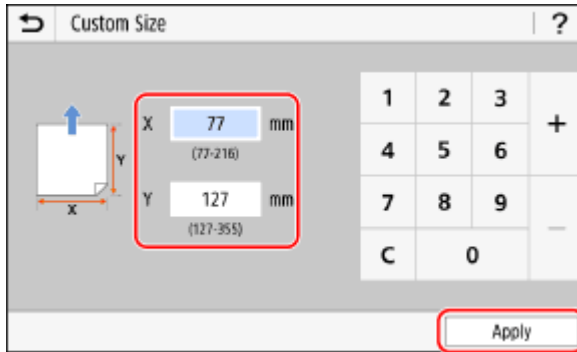 Custom Size
?
X 77 mm
(77-216)
Y 127 mm
(127-355)
Y
X
1 2 3 +
4 5 6
7 8 9 −
C 0
Apply